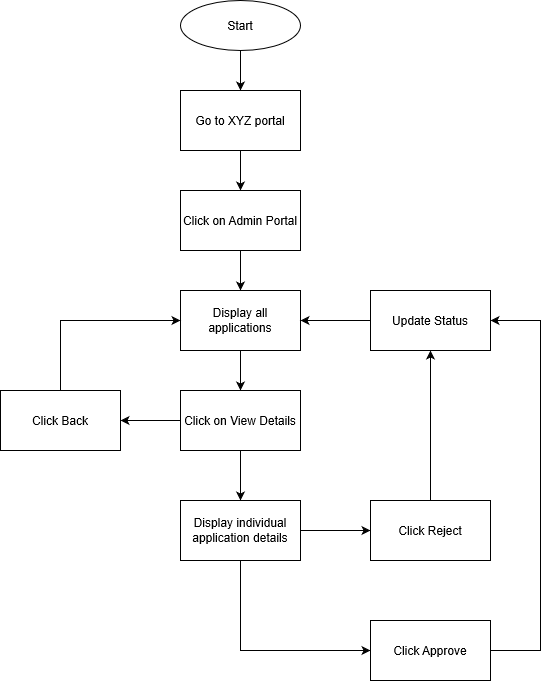 Start
Go to XYZ portal
Click on Admin Portal
Display all
applications
Update Status
Click Back
Click on View Details
Display individual
application details
Click Reject
Click Approve